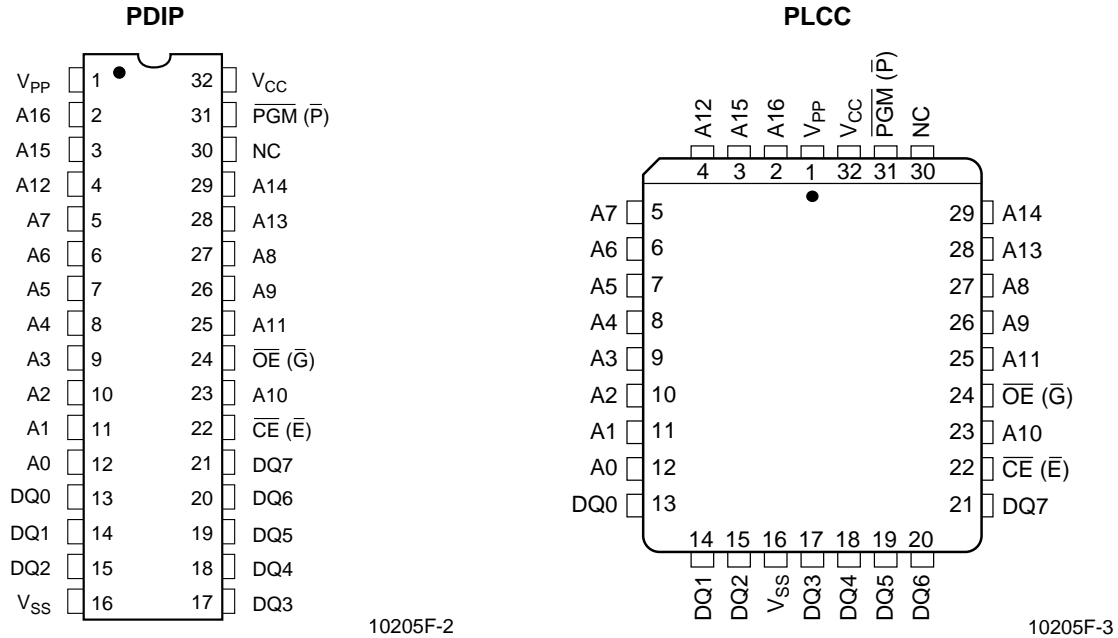 PDIP
VPP 1 32 VCC
A16 2 31 PGM (P)
A15 3 30 NC
A12 4 29 A14
A7 5 28 A13
A6 6 27 A8
A5 7 26 A9
A4 8 25 A11
A3 9 24 OE (G)
A2 10 23 A10
A1 11 22 CE (E)
A0 12 21 DQ7
DQ0 13 20 DQ6
DQ1 14 19 DQ5
DQ2 15 18 DQ4
VSS 16 17 DQ3
10205F-2
PLCC
A12 A15 A16 VPP VCC PGM (P) NC
4 3 2 1 32 31 30
A7 5 29 A14
A6 6 28 A13
A5 7 27 A8
A4 8 26 A9
A3 9 25 A11
A2 10 24 OE (G)
A1 11 23 A10
A0 12 22 CE (E)
DQ0 13 21 DQ7
14 15 16 17 18 19 20
DQ1 DQ2 VSS DQ3 DQ4 DQ5 DQ6
10205F-3